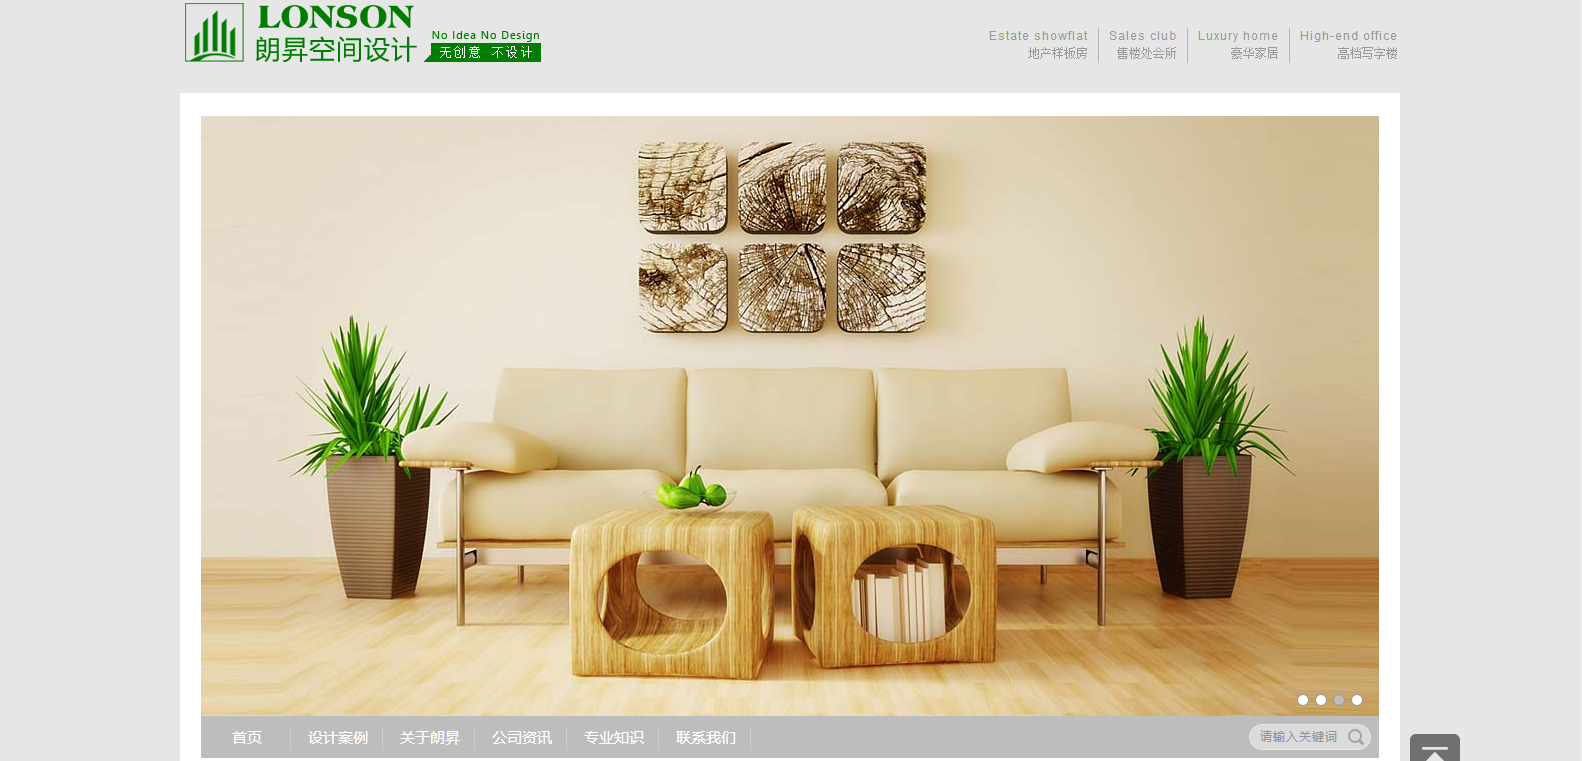 LONSON
朗昇空间设计
No Idea No Design
无创意 不设计
Estate showflat
地产样板房
Sales club
售楼处会所
Luxury home
豪华家居
High-end office
高档写字楼
首页 设计案例 关于朗昇 公司资讯 专业知识 联系我们
请输入关键词